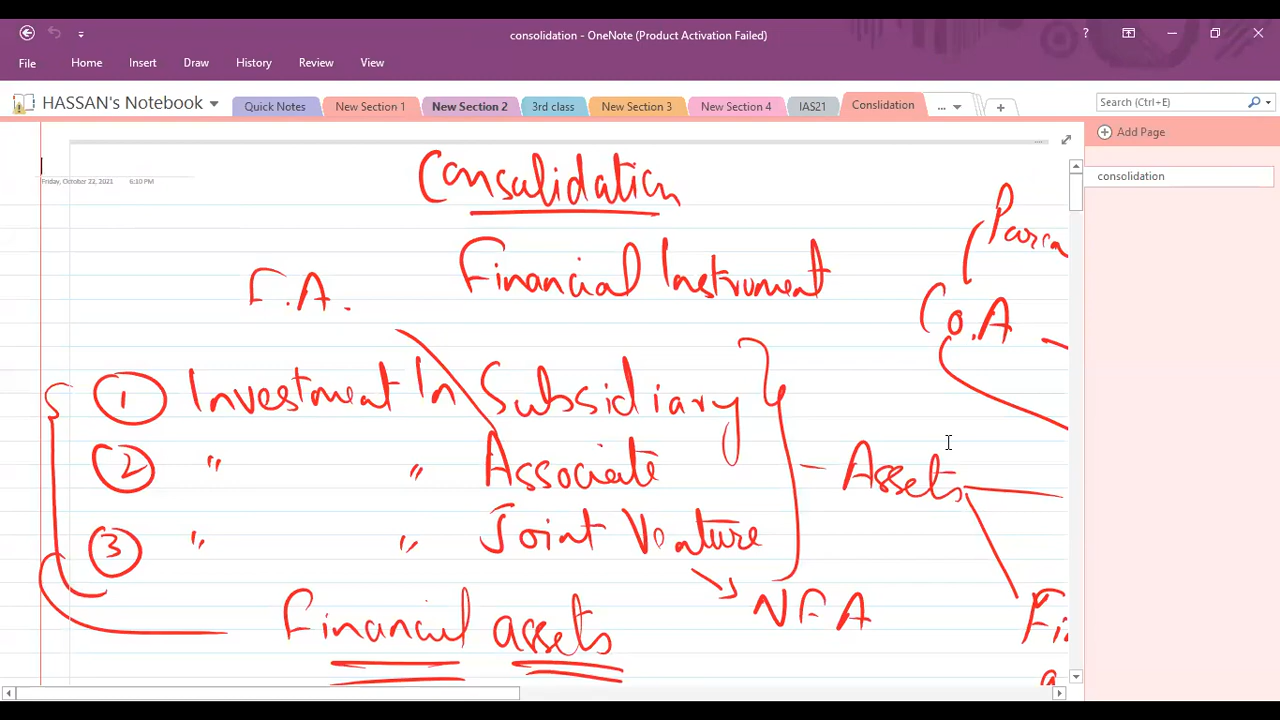 consolidation - OneNote (Product Activation Failed)
?
File Home Insert Draw History Review View
HASSAN's Notebook Quick Notes New Section 1 New Section 2 3rd class New Section 3 New Section 4 IAS21 Conslidation ... Search (Ctrl+E)
Add Page
consolidation
Friday, October 22, 2021 6:10 PM
Consolidation
Financial Instrument
F.A.
Co.A
1 Investment In Subsidiary
2 " " Associate
Assets
3 " " Joint Venture
NFA
Financial assets